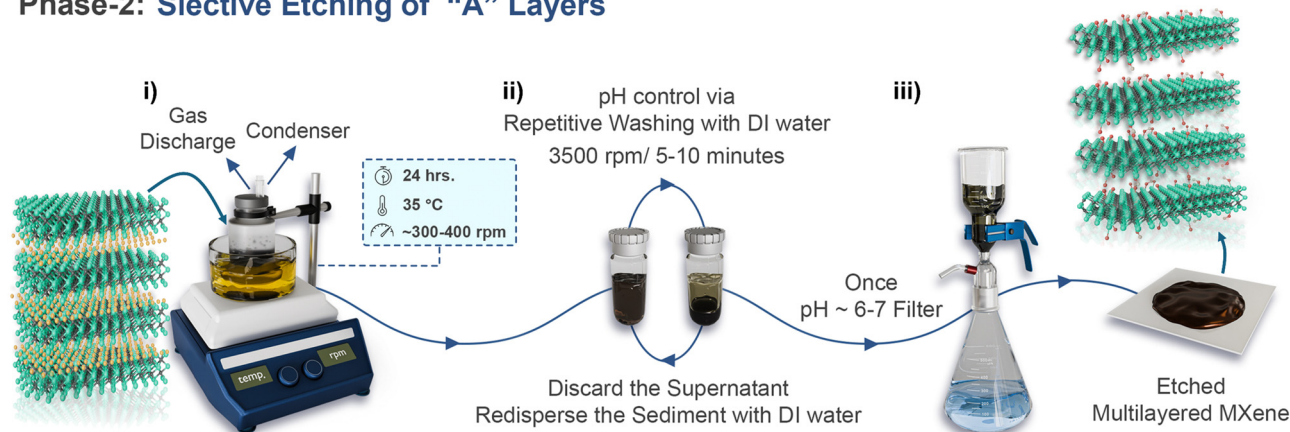 Phase-2: Slective Etching of "A" Layers
i)
Gas
Discharge
Condenser
24 hrs.
35 °C
~300-400 rpm
temp.
rpm
ii)
pH control via
Repetitive Washing with DI water
3500 rpm/ 5-10 minutes
Discard the Supernatant
Redisperse the Sediment with DI water
Once
pH ~ 6-7 Filter
iii)
Etched
Multilayered MXene